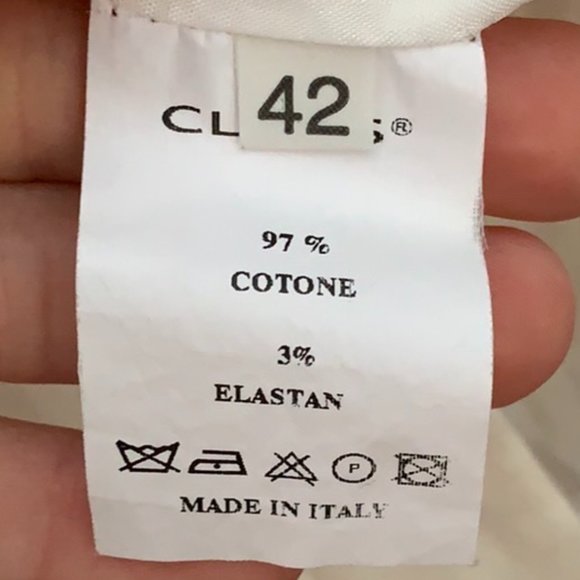 42
®
97 %
COTONE
3%
ELASTAN
P
MADE IN ITALY